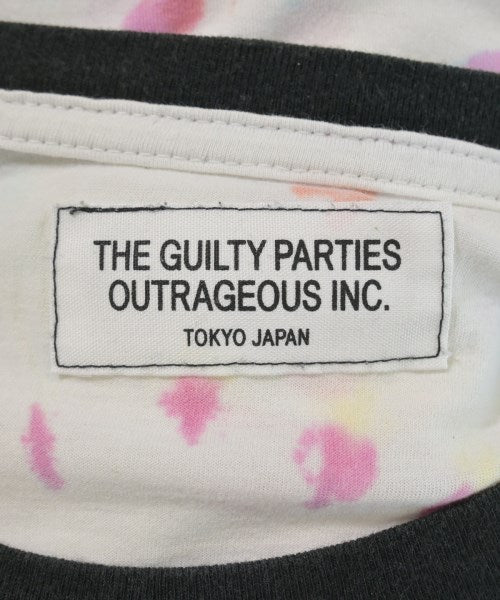 THE GUILTY PARTIES
OUTRAGEOUS INC.
TOKYO JAPAN